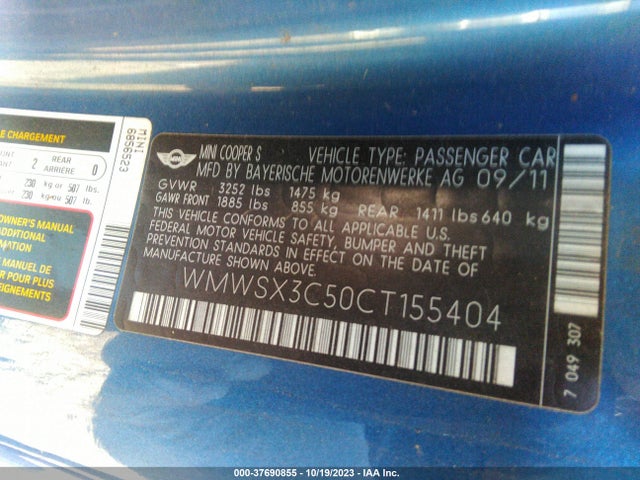 E CHARGEMENT
2 REAR ARRIERE 0
230 kg or 507 lbs.
230 kg ou 507 lb.
OWNER'S MANUAL
ADDITIONAL
MATION
MANUEL DE
POUR PLUS
SEIGNEMENTS
MINI
6856523
MINI
MINI COOPER S VEHICLE TYPE: PASSENGER CAR
MFD BY BAYERISCHE MOTORENWERKE AG 09/11
GVWR 3252 lbs 1475 kg
GAWR FRONT 1885 lbs 855 kg REAR 1411 lbs 640 kg
THIS VEHICLE CONFORMS TO ALL APPLICABLE U.S.
FEDERAL MOTOR VEHICLE SAFETY, BUMPER AND THEFT
PREVENTION STANDARDS IN EFFECT ON THE DATE OF
MANUFACTURE SHOWN ABOVE.
WMWSX3C50CT155404
7 049 307
000-37690855 - 10/19/2023 - IAA Inc.